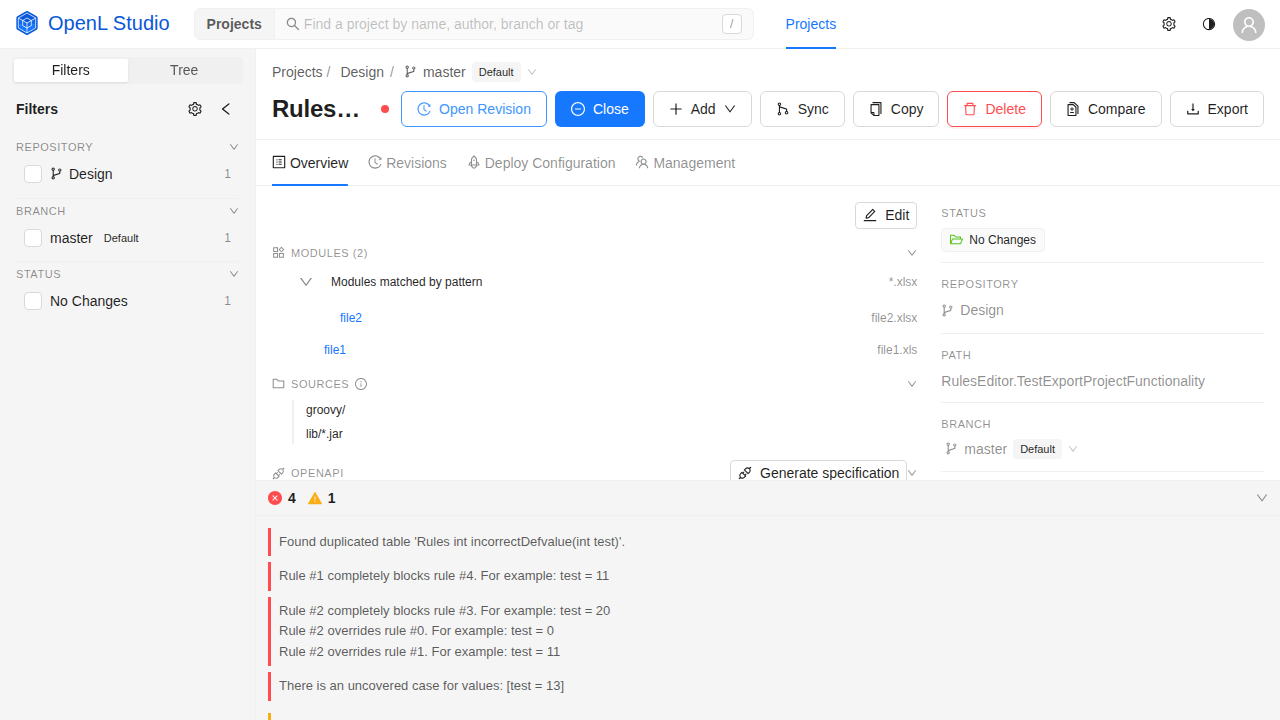 OpenL Studio
Projects
Find a project by name, author, branch or tag
/
Projects
Filters
Tree
Filters
REPOSITORY
Design 1
BRANCH
master Default 1
STATUS
No Changes 1
Projects / Design / master Default
Rules…
Open Revision
Close
Add
Sync
Copy
Delete
Compare
Export
Overview
Revisions
Deploy Configuration
Management
Edit
MODULES (2)
Modules matched by pattern *.xlsx
file2 file2.xlsx
file1 file1.xls
SOURCES
groovy/
lib/*.jar
OPENAPI
Generate specification
STATUS
No Changes
REPOSITORY
Design
PATH
RulesEditor.TestExportProjectFunctionality
BRANCH
master Default
4 1
Found duplicated table 'Rules int incorrectDefvalue(int test)'.
Rule #1 completely blocks rule #4. For example: test = 11
Rule #2 completely blocks rule #3. For example: test = 20
Rule #2 overrides rule #0. For example: test = 0
Rule #2 overrides rule #1. For example: test = 11
There is an uncovered case for values: [test = 13]